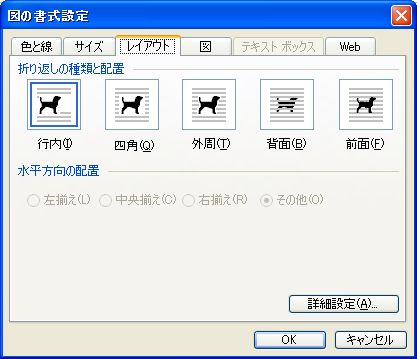 図の書式設定
色と線 サイズ レイアウト 図 テキスト ボックス Web
折り返しの種類と配置
行内(I) 四角(Q) 外周(T) 背面(B) 前面(F)
水平方向の配置
左揃え(L) 中央揃え(C) 右揃え(R) その他(O)
詳細設定(A)...
OK キャンセル